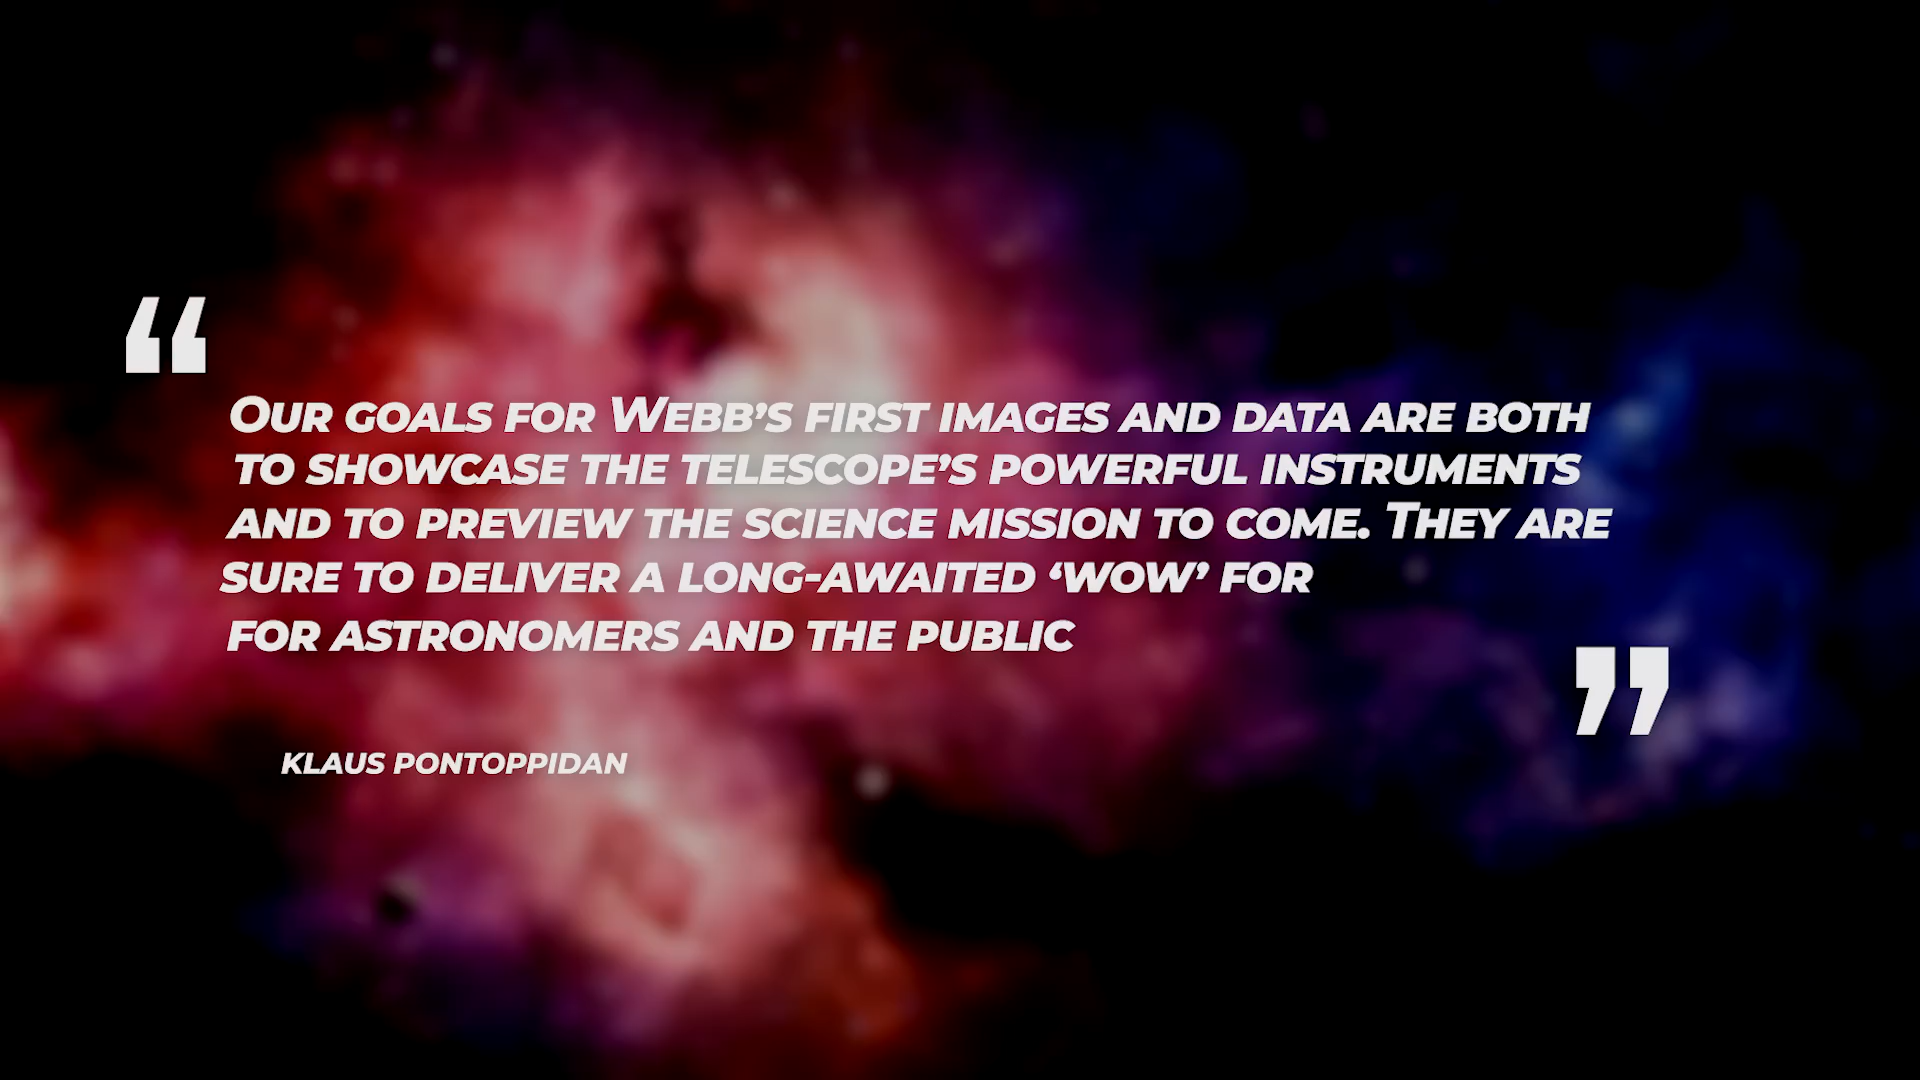 “
Our goals for Webb’s first images and data are both
to showcase the telescope’s powerful instruments
and to preview the science mission to come. They are
sure to deliver a long-awaited ‘wow’ for
for astronomers and the public
”
KLAUS PONTOPPIDAN